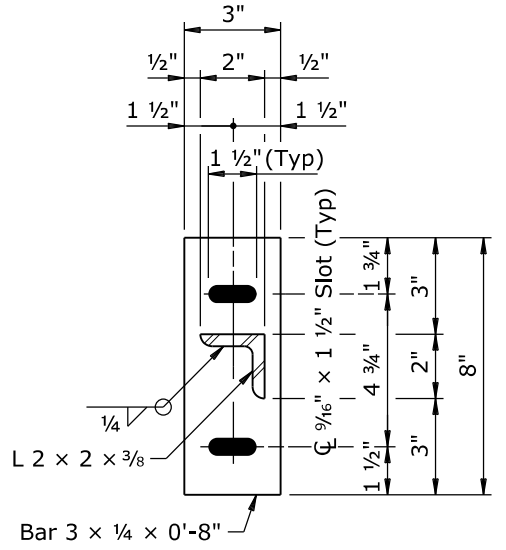 3"
½" 2" ½"
1 ½" 1 ½"
1 ½" (Typ)
℄ 9⁄16" × 1 ½" Slot (Typ)
1 ¾"
3"
4 ¾"
2"
8"
1 ½"
3"
¼
L 2 × 2 × ⅜
Bar 3 × ¼ × 0'-8"